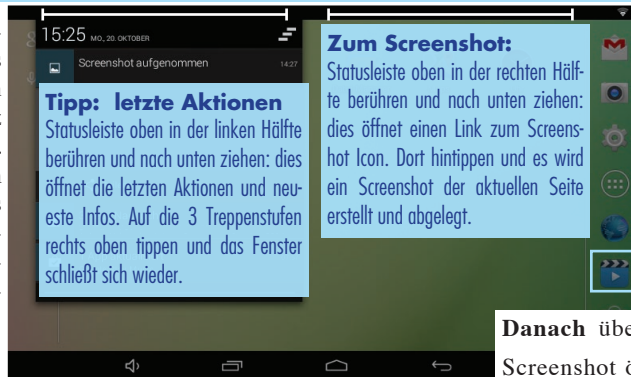 15:25 MO., 20. OKTOBER
Screenshot aufgenommen 14:27
Tipp: letzte Aktionen
Statusleiste oben in der linken Hälfte
berühren und nach unten ziehen: dies
öffnet die letzten Aktionen und neu-
este Infos. Auf die 3 Treppenstufen
rechts oben tippen und das Fenster
schließt sich wieder.
Zum Screenshot:
Statusleiste oben in der rechten Hälf-
te berühren und nach unten ziehen:
dies öffnet einen Link zum Screens-
hot Icon. Dort hintippen und es wird
ein Screenshot der aktuellen Seite
erstellt und abgelegt.
Danach übe
Screenshot ö